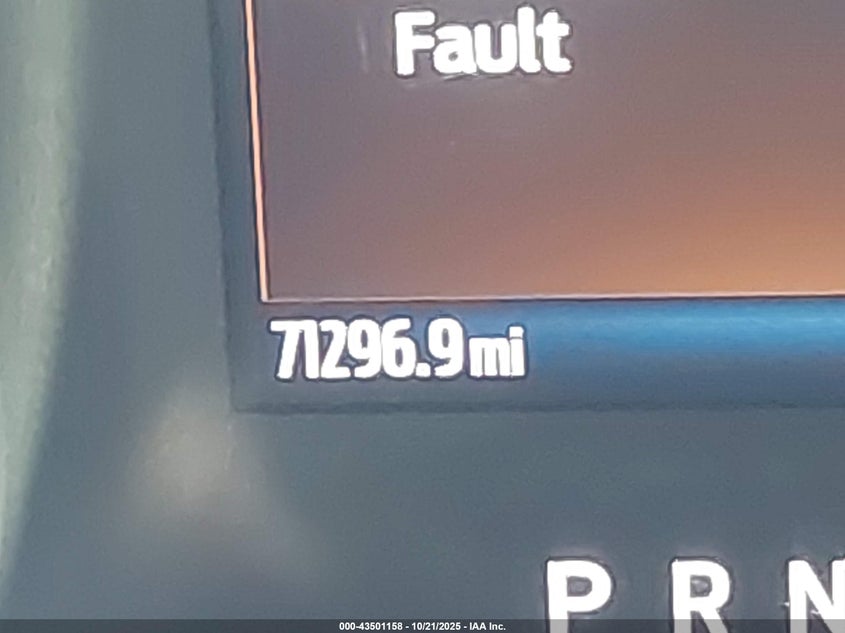 Fault
71296.9mi
P R N
000-43501158 - 10/21/2025 - IAA Inc.